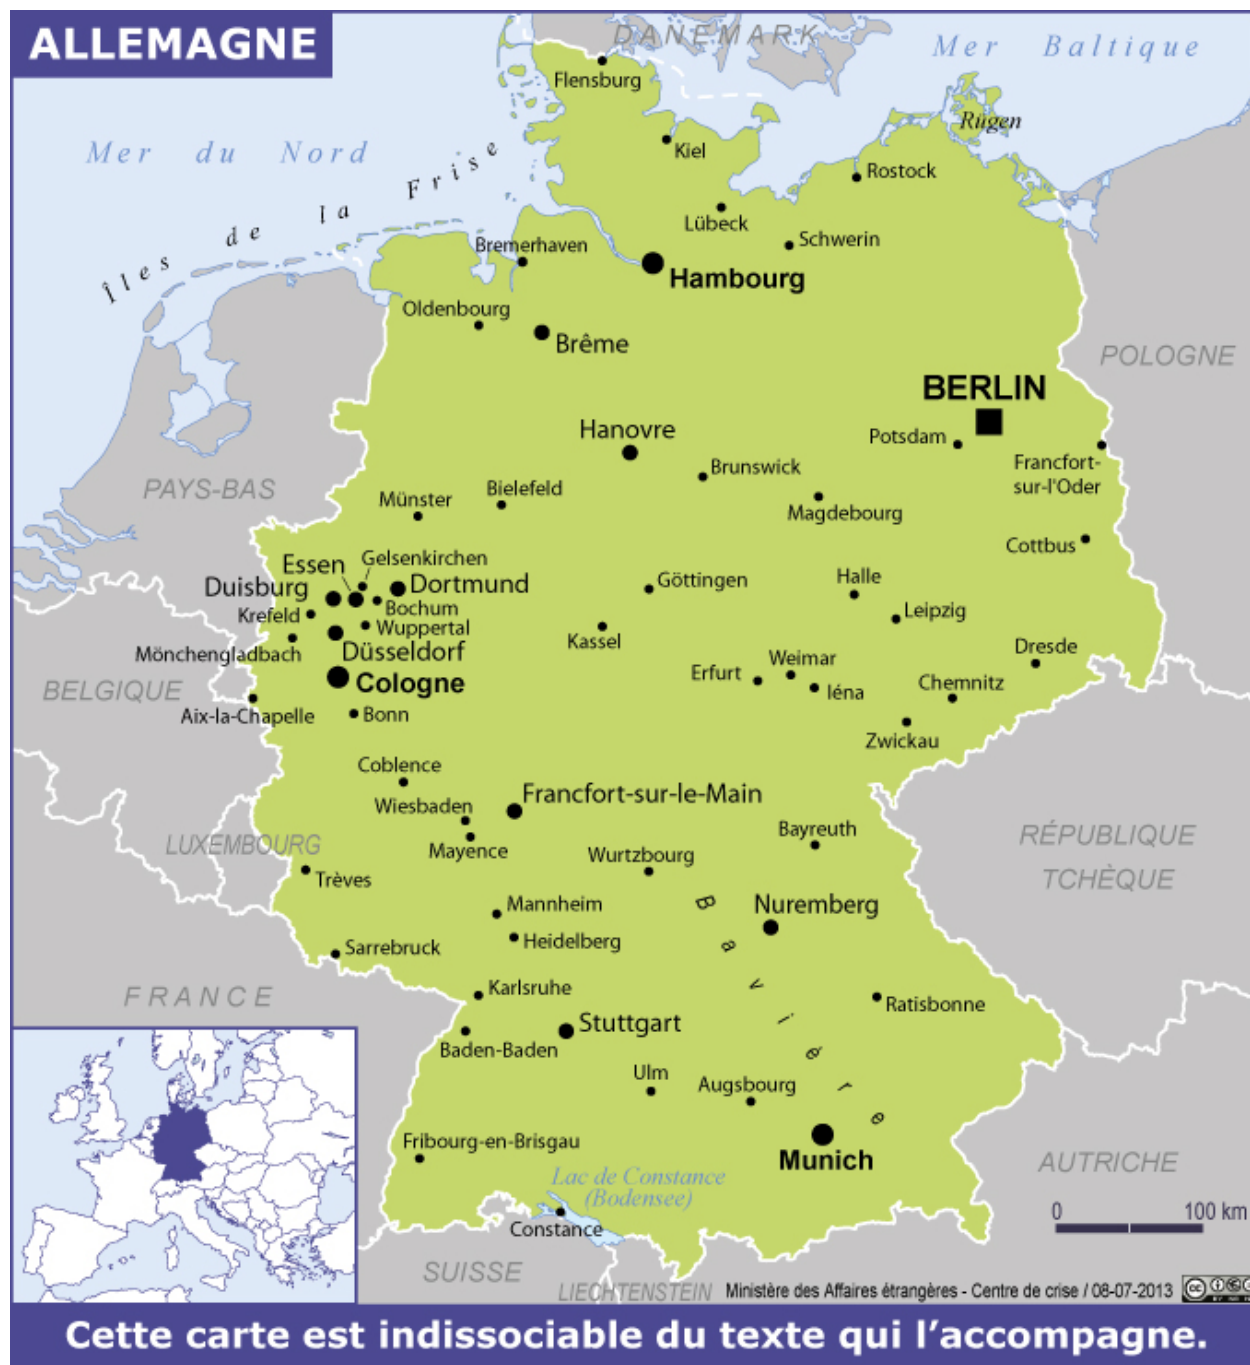 ALLEMAGNE
DANEMARK
Mer Baltique
Flensburg
Rügen
Mer du Nord
Kiel
Îles de la Frise
Rostock
Lübeck
Schwerin
Bremerhaven
Hambourg
Oldenbourg
Brême
POLOGNE
BERLIN
Hanovre
Potsdam
Francfort-
sur-l'Oder
Brunswick
PAYS-BAS
Bielefeld
Münster
Magdebourg
Cottbus
Gelsenkirchen
Essen
Duisburg
Dortmund
Göttingen
Halle
Krefeld
Bochum
Leipzig
Wuppertal
Kassel
Mönchengladbach
Düsseldorf
Dresde
Weimar
Erfurt
BELGIQUE
Cologne
Iéna
Chemnitz
Aix-la-Chapelle
Bonn
Zwickau
Coblence
Francfort-sur-le-Main
Wiesbaden
Bayreuth
RÉPUBLIQUE
TCHÈQUE
LUXEMBOURG
Mayence
Wurtzbourg
Trèves
Mannheim
Bavière
Nuremberg
Heidelberg
Sarrebruck
Karlsruhe
FRANCE
Ratisbonne
Stuttgart
Baden-Baden
Ulm
Augsbourg
Fribourg-en-Brisgau
Munich
AUTRICHE
Lac de Constance
(Bodensee)
0 100 km
Constance
SUISSE
LIECHTENSTEIN
Ministère des Affaires étrangères - Centre de crise / 08-07-2013
cc
Cette carte est indissociable du texte qui l'accompagne.